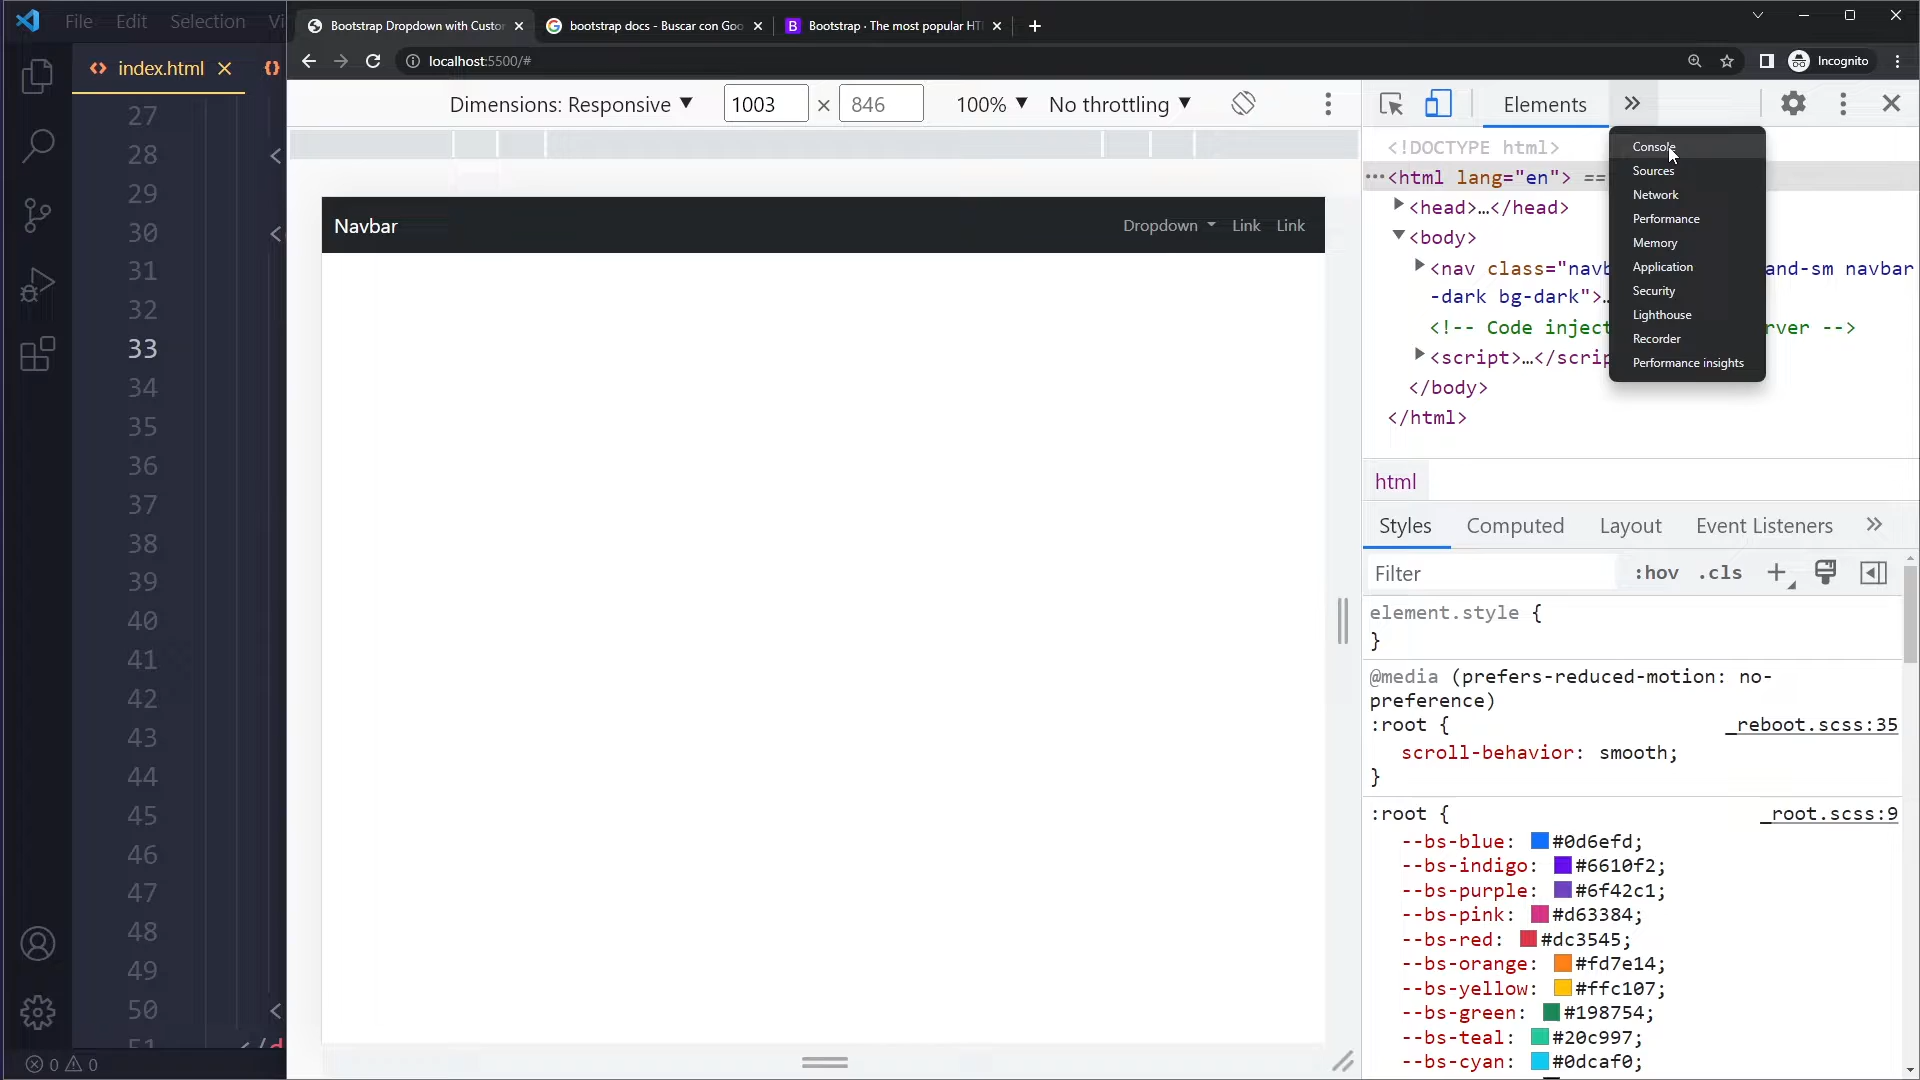 File Edit Selection Vi
Bootstrap Dropdown with Custor
bootstrap docs - Buscar con Goo
B Bootstrap · The most popular HT
localhost:5500/#
Incognito
index.html
27
28 <
29
30 <
31
32
33
34
35
36
37
38
39
40
41
42
43
44
45
46
47
48
49
50 <
51 </d
0 0
Dimensions: Responsive 1003 × 846 100% No throttling
Navbar
Dropdown Link Link
Elements
Console
Sources
Network
Performance
Memory
Application
Security
Lighthouse
Recorder
Performance insights
<!DOCTYPE html>
<html lang="en"> ==
<head>…</head>
<body>
<nav class="navb and-sm navbar
-dark bg-dark">…
<!-- Code inject rver -->
<script>…</scrip
</body>
</html>
html
Styles Computed Layout Event Listeners
Filter :hov .cls
element.style {
}
@media (prefers-reduced-motion: no-
preference)
:root { _reboot.scss:35
scroll-behavior: smooth;
}
:root { _root.scss:9
--bs-blue: #0d6efd;
--bs-indigo: #6610f2;
--bs-purple: #6f42c1;
--bs-pink: #d63384;
--bs-red: #dc3545;
--bs-orange: #fd7e14;
--bs-yellow: #ffc107;
--bs-green: #198754;
--bs-teal: #20c997;
--bs-cyan: #0dcaf0;